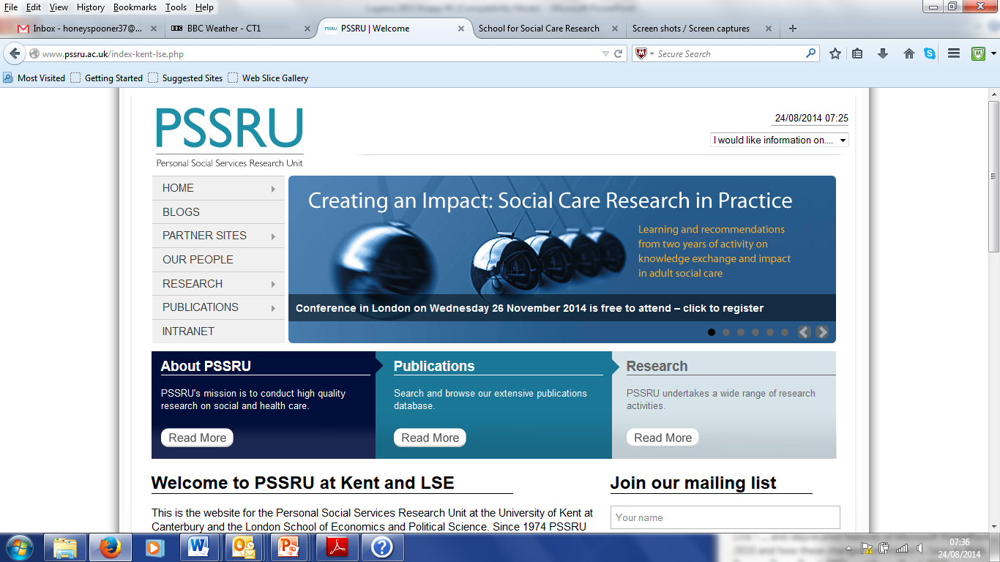 File Edit View History Bookmarks Tools Help
Inbox - honeyspooner37@... BBC BBC Weather - CT1 PSSRU PSSRU | Welcome School for Social Care Research Screen shots / Screen captures
www.pssru.ac.uk/index-kent-lse.php Secure Search
Most Visited Getting Started Suggested Sites Web Slice Gallery
PSSRU
Personal Social Services Research Unit
24/08/2014 07:25
I would like information on....
HOME
BLOGS
PARTNER SITES
OUR PEOPLE
RESEARCH
PUBLICATIONS
INTRANET
Creating an Impact: Social Care Research in Practice
Learning and recommendations
from two years of activity on
knowledge exchange and impact
in adult social care
Conference in London on Wednesday 26 November 2014 is free to attend – click to register
About PSSRU
PSSRU's mission is to conduct high quality
research on social and health care.
Read More
Publications
Search and browse our extensive publications
database.
Read More
Research
PSSRU undertakes a wide range of research
activities.
Read More
Welcome to PSSRU at Kent and LSE
This is the website for the Personal Social Services Research Unit at the University of Kent at
Canterbury and the London School of Economics and Political Science. Since 1974 PSSRU
Join our mailing list
Your name
07:36
24/08/2014